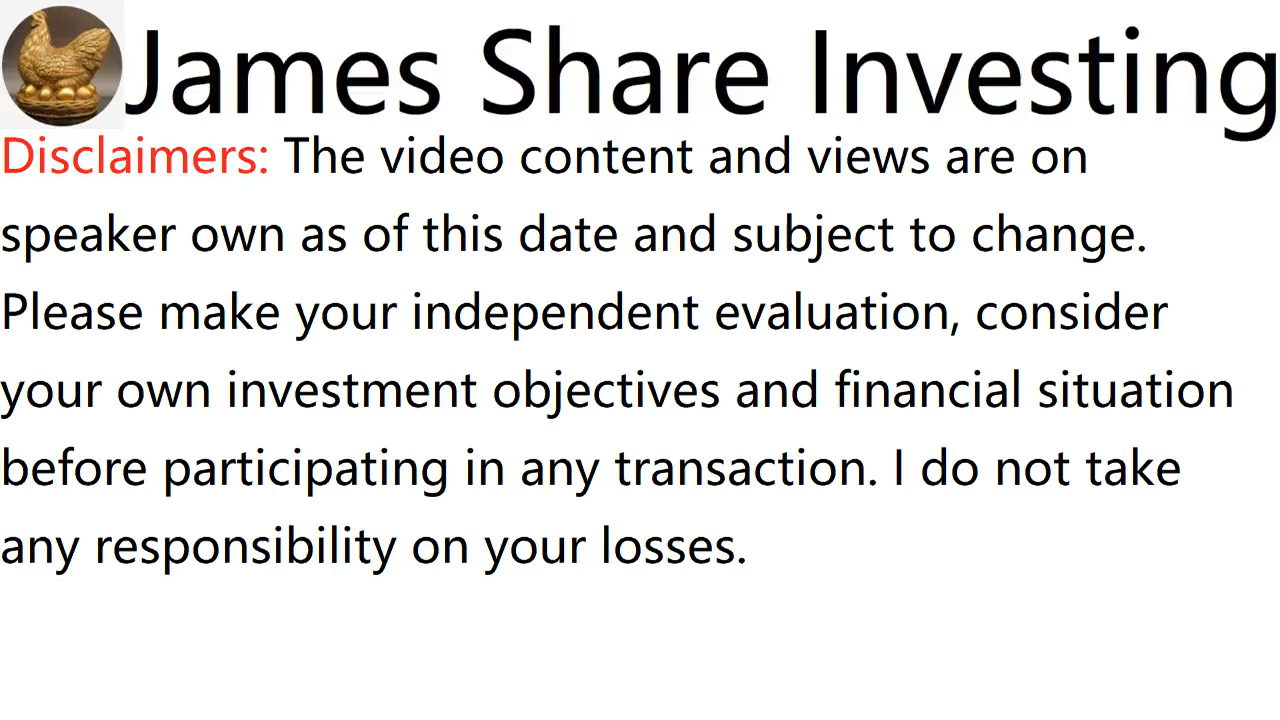 James Share Investing
Disclaimers: The video content and views are on
speaker own as of this date and subject to change.
Please make your independent evaluation, consider
your own investment objectives and financial situation
before participating in any transaction. I do not take
any responsibility on your losses.